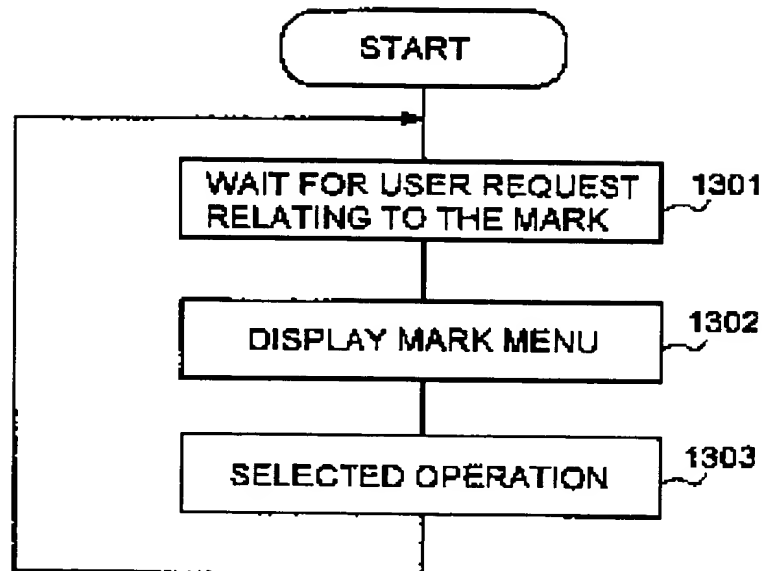 START
WAIT FOR USER REQUEST
RELATING TO THE MARK
1301
DISPLAY MARK MENU
1302
SELECTED OPERATION
1303